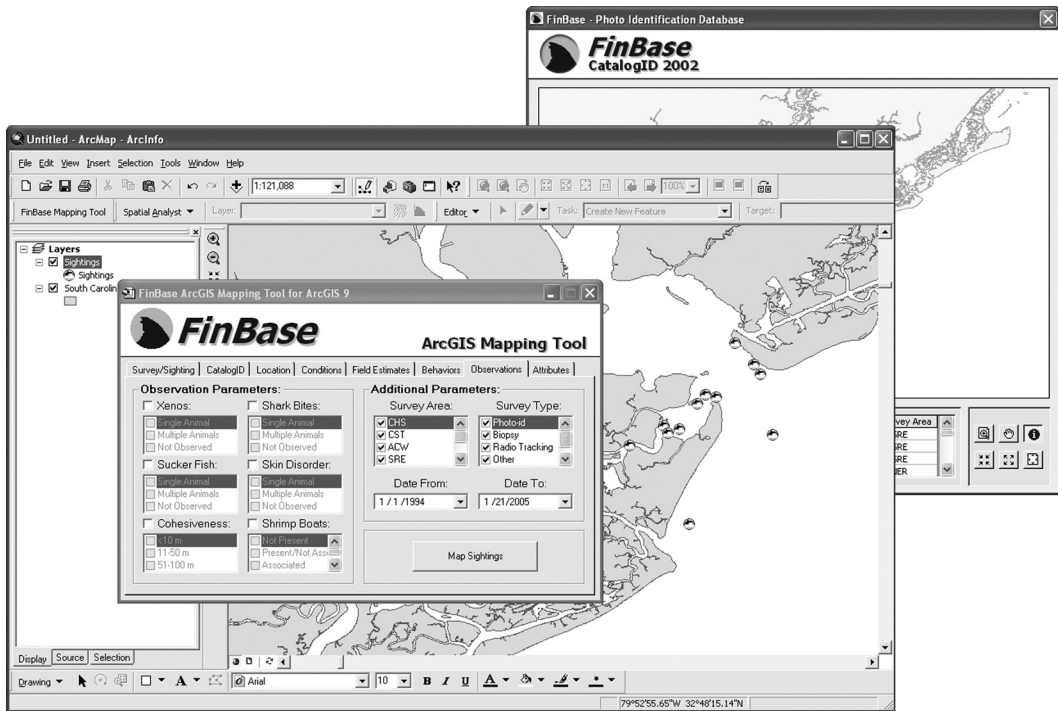 FinBase - Photo Identification Database
FinBase
CatalogID 2002
Untitled - ArcMap - ArcInfo
File Edit View Insert Selection Tools Window Help
1:121,088
100%
FinBase Mapping Tool Spatial Analyst Layer: Editor Task: Create New Feature Target:
Layers
Sightings
Sightings
South Carolin
FinBase ArcGIS Mapping Tool for ArcGIS 9
FinBase
ArcGIS Mapping Tool
Survey/Sighting CatalogID Location Conditions Field Estimates Behaviors Observations Attributes
Observation Parameters:
Xenos: Shark Bites:
Single Animal Single Animal
Multiple Animals Multiple Animals
Not Observed Not Observed
Sucker Fish: Skin Disorder:
Single Animal Single Animal
Multiple Animals Multiple Animals
Not Observed Not Observed
Cohesiveness: Shrimp Boats:
<10 m Not Present
11-50 m Present/Not Ass
51-100 m Associated
Additional Parameters:
Survey Area: Survey Type:
CHS Photo-id
CST Biopsy
ACW Radio Tracking
SRE Other
Date From: Date To:
1 / 1 /1994 1 /21/2005
Map Sightings
vey Area
SRE
SRE
SRE
Display Source Selection
Drawing Arial 10 B I U A
79°52'55.65"W 32°48'15.14"N